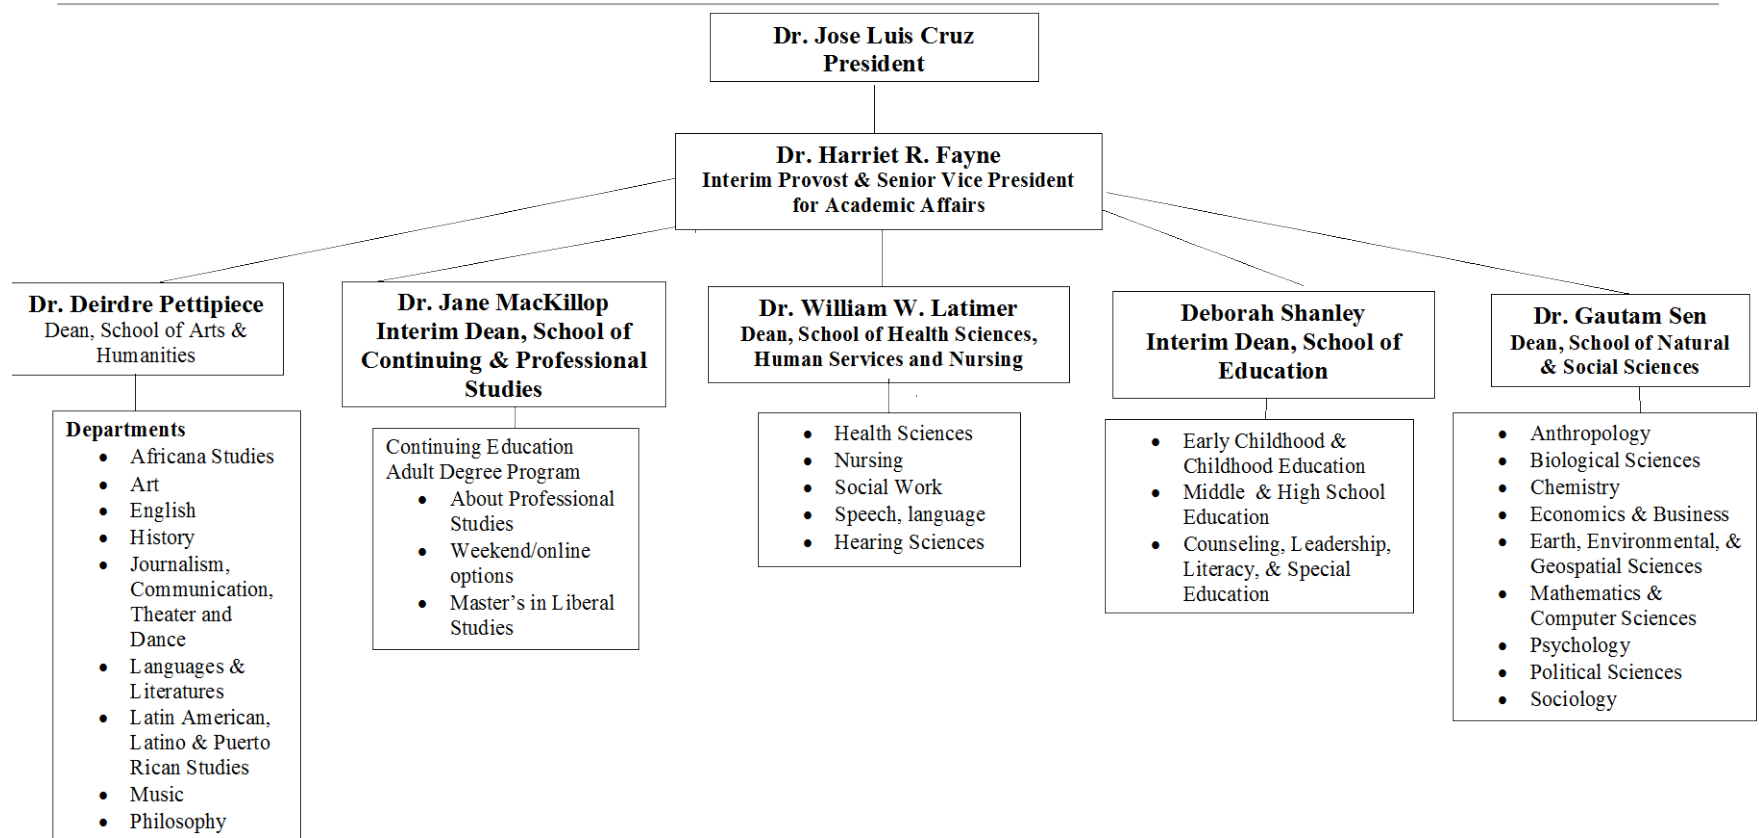 Dr. Jose Luis Cruz
President
Dr. Harriet R. Fayne
Interim Provost & Senior Vice President
for Academic Affairs
Dr. Deirdre Pettipiece
Dean, School of Arts &
Humanities
Dr. Jane MacKillop
Interim Dean, School of
Continuing & Professional
Studies
Dr. William W. Latimer
Dean, School of Health Sciences,
Human Services and Nursing
Deborah Shanley
Interim Dean, School of
Education
Dr. Gautam Sen
Dean, School of Natural
& Social Sciences
Departments
• Africana Studies
• Art
• English
• History
• Journalism,
Communication,
Theater and
Dance
• Languages &
Literatures
• Latin American,
Latino & Puerto
Rican Studies
• Music
• Philosophy
Continuing Education
Adult Degree Program
• About Professional
Studies
• Weekend/online
options
• Master's in Liberal
Studies
• Health Sciences
• Nursing
• Social Work
• Speech, language
• Hearing Sciences
• Early Childhood &
Childhood Education
• Middle & High School
Education
• Counseling, Leadership,
Literacy, & Special
Education
• Anthropology
• Biological Sciences
• Chemistry
• Economics & Business
• Earth, Environmental, &
Geospatial Sciences
• Mathematics &
Computer Sciences
• Psychology
• Political Sciences
• Sociology